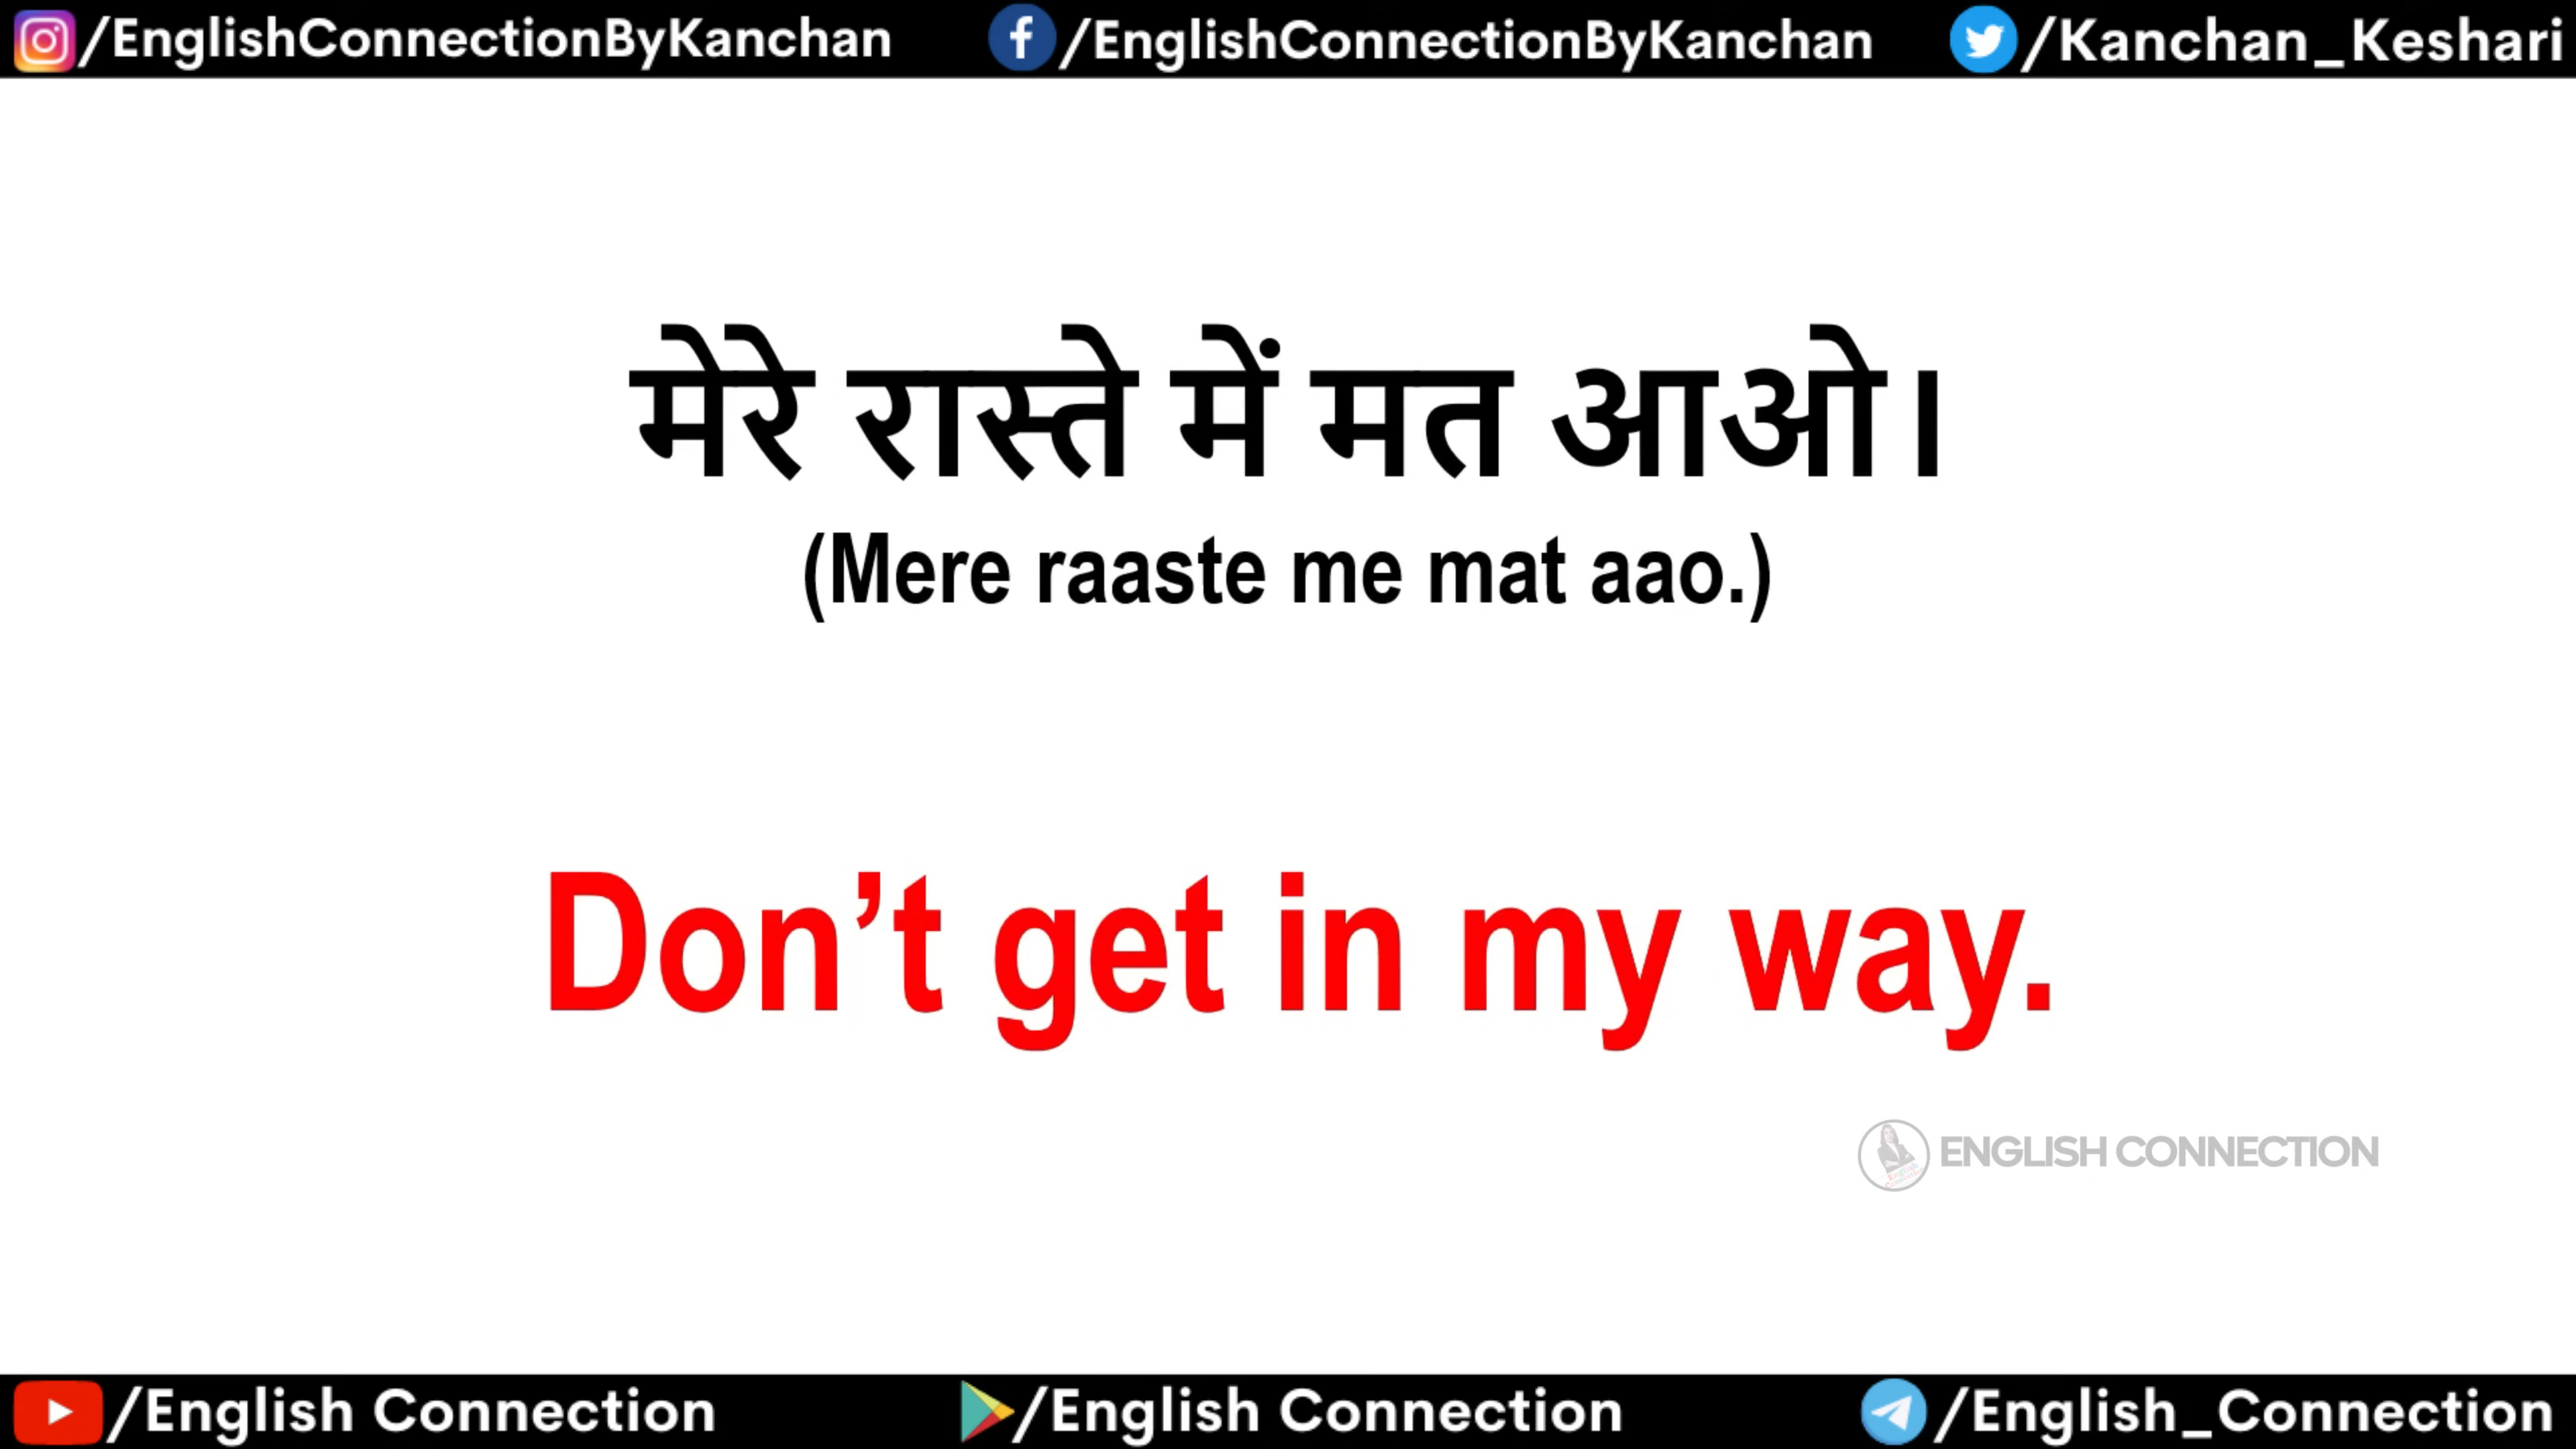 /EnglishConnectionByKanchan /EnglishConnectionByKanchan /Kanchan_Keshari
मेरे रास्ते में मत आओ।
(Mere raaste me mat aao.)
Don’t get in my way.
ENGLISH CONNECTION
/English Connection /English Connection /English_Connection